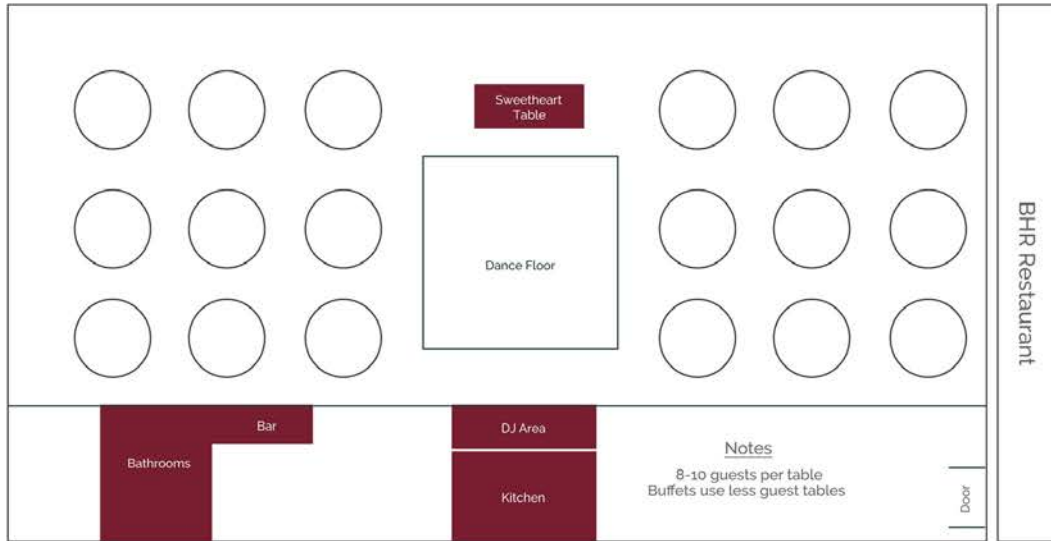 Sweetheart
Table
Dance Floor
BHR Restaurant
Bar
Bathrooms
DJ Area
Kitchen
Notes
8-10 guests per table
Buffets use less guest tables
Door